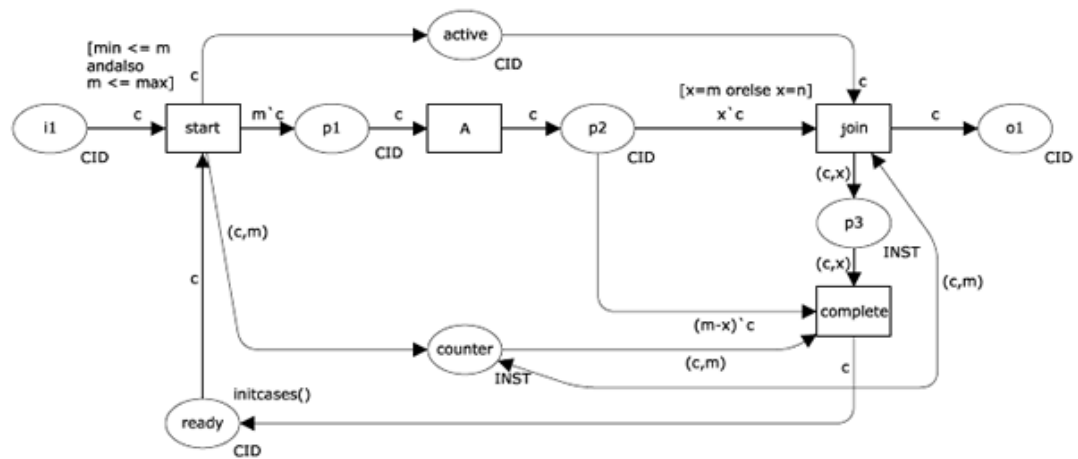 active
CID
[min <= m
andalso
m <= max]
c
c
[x=m orelse x=n]
i1
CID
c
start
m`c
p1
CID
c
A
c
p2
CID
x`c
join
c
o1
CID
(c,x)
p3
INST
(c,x)
(c,m)
(c,m)
c
complete
(m-x)`c
counter
INST
(c,m)
c
initcases()
ready
CID